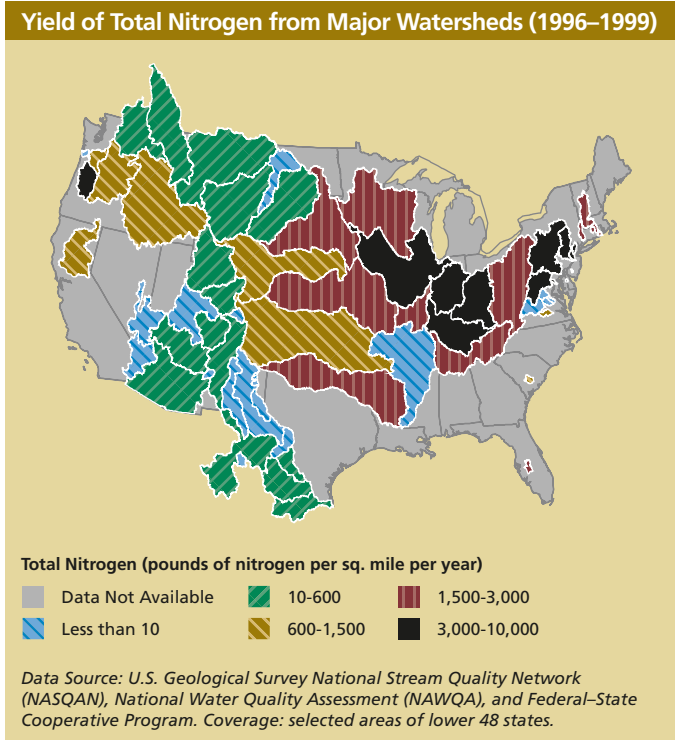 Yield of Total Nitrogen from Major Watersheds (1996–1999)
Total Nitrogen (pounds of nitrogen per sq. mile per year)
Data Not Available
10-600
1,500-3,000
Less than 10
600-1,500
3,000-10,000
Data Source: U.S. Geological Survey National Stream Quality Network
(NASQAN), National Water Quality Assessment (NAWQA), and Federal–State
Cooperative Program. Coverage: selected areas of lower 48 states.